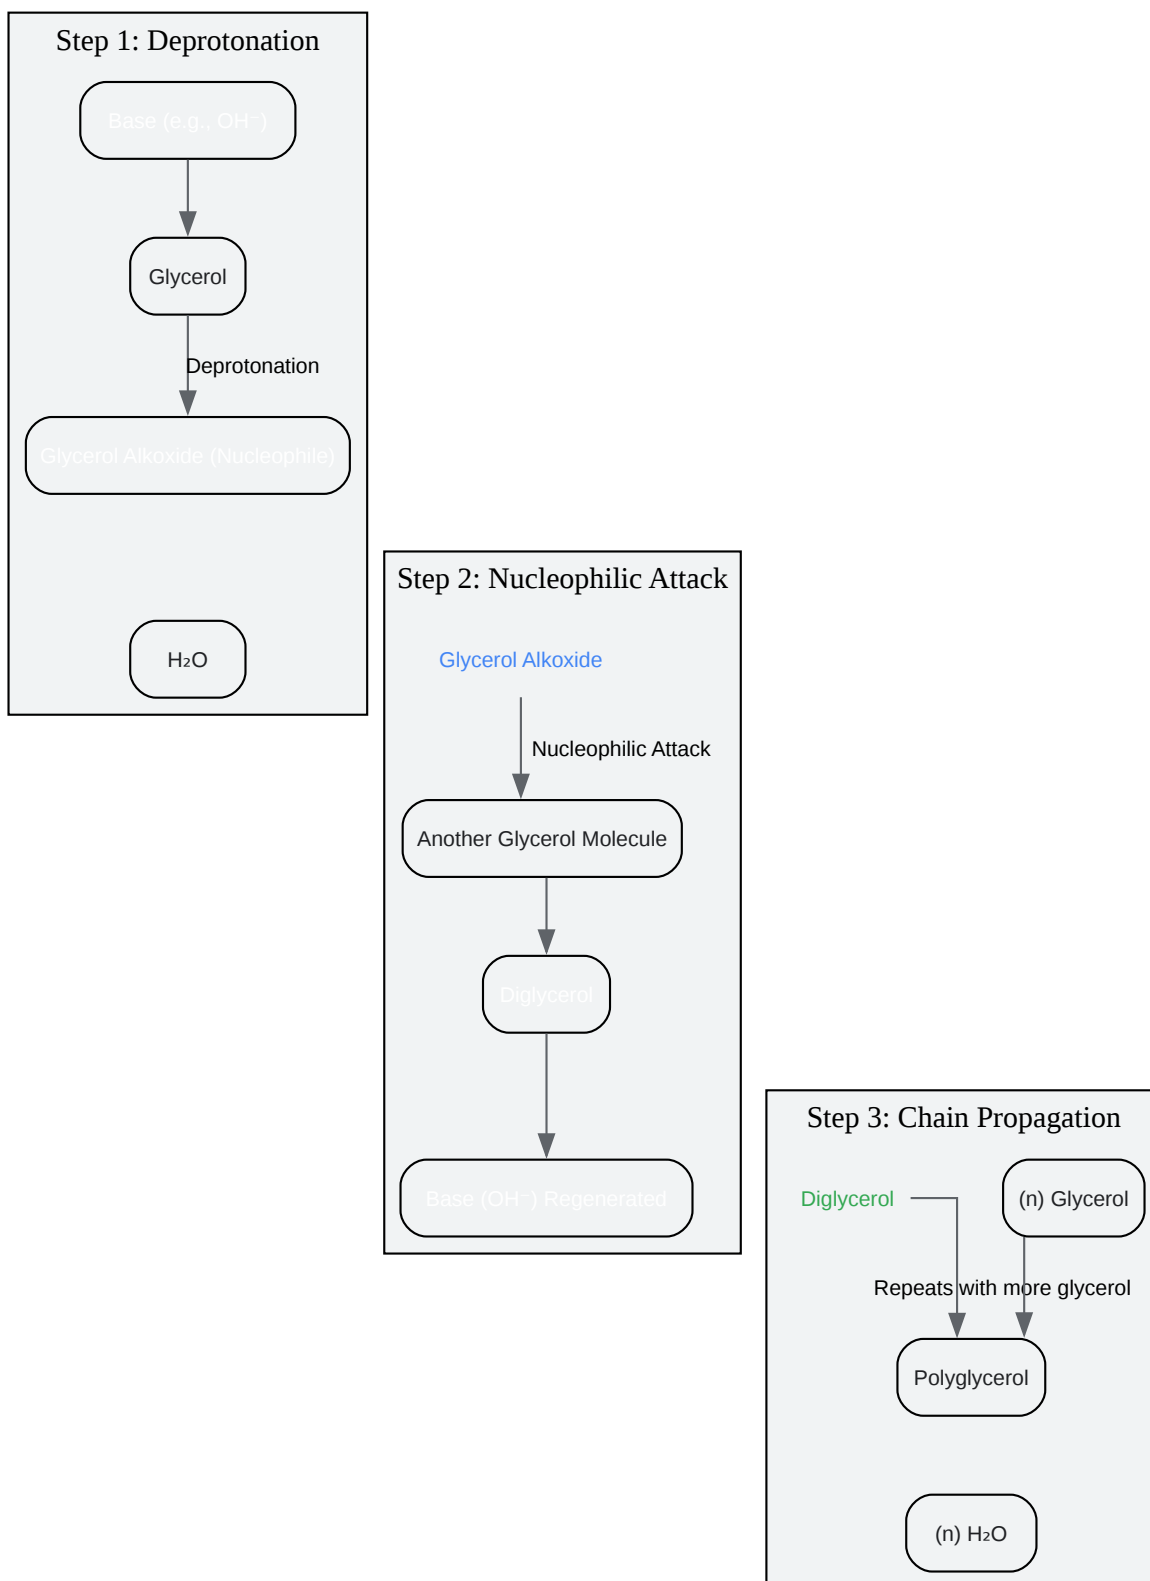 Step 1: Deprotonation
Base (e.g., OH⁻)
Glycerol
Deprotonation
Glycerol Alkoxide (Nucleophile)
H₂O
Step 2: Nucleophilic Attack
Glycerol Alkoxide
Nucleophilic Attack
Another Glycerol Molecule
Diglycerol
Base (OH⁻) Regenerated
Step 3: Chain Propagation
Diglycerol
(n) Glycerol
Repeats with more glycerol
Polyglycerol
(n) H₂O